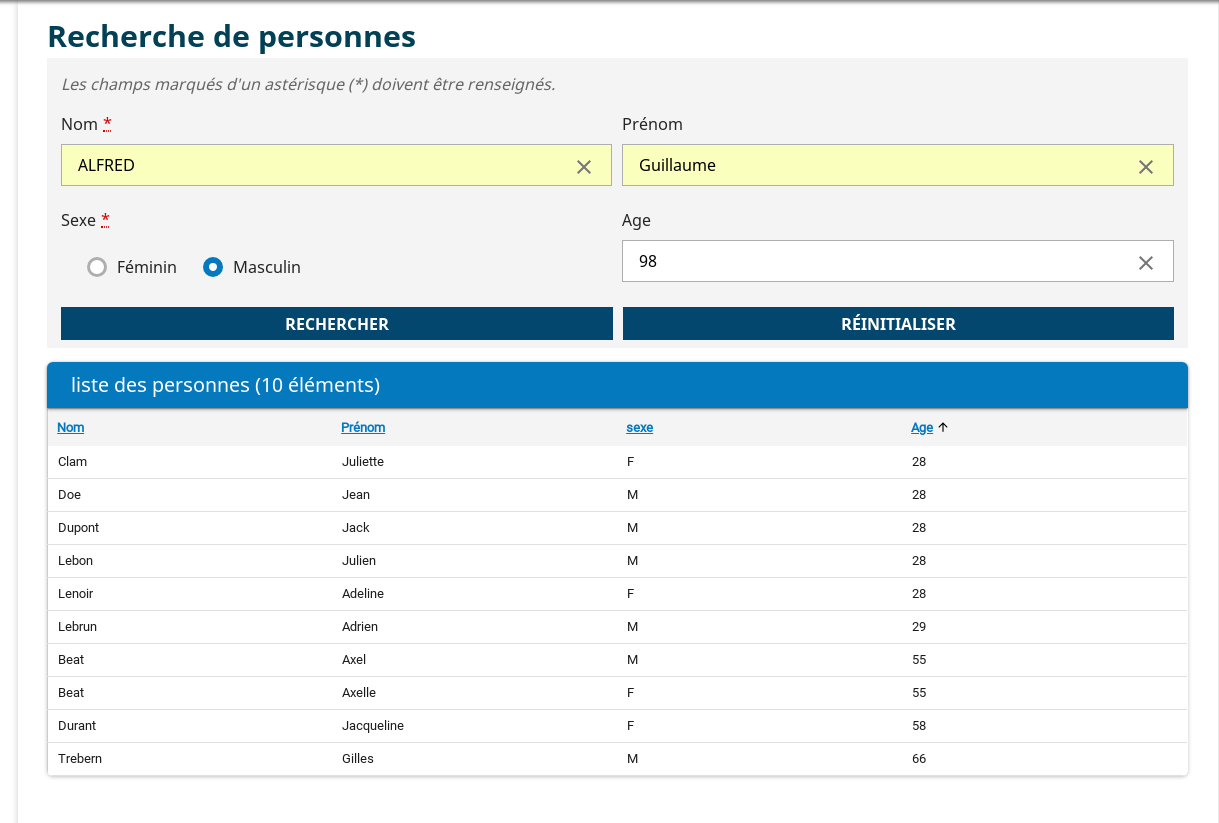 Recherche de personnes
Les champs marqués d'un astérisque (*) doivent être renseignés.
Nom * Prénom
ALFRED Guillaume
Sexe * Age
Féminin Masculin 98
RECHERCHER RÉINITIALISER
liste des personnes (10 éléments)
Nom Prénom sexe Age
Clam Juliette F 28
Doe Jean M 28
Dupont Jack M 28
Lebon Julien M 28
Lenoir Adeline F 28
Lebrun Adrien M 29
Beat Axel M 55
Beat Axelle F 55
Durant Jacqueline F 58
Trebern Gilles M 66